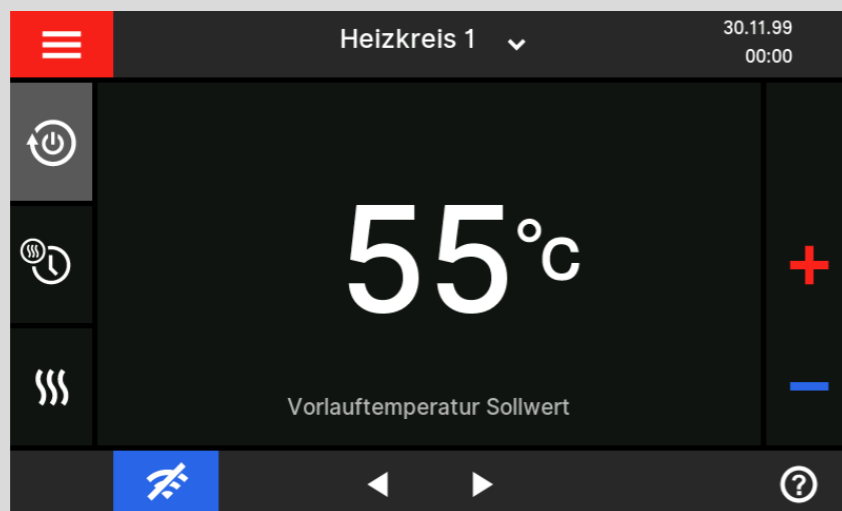 Heizkreis 1
30.11.99
00:00
55°C
Vorlauftemperatur Sollwert
?